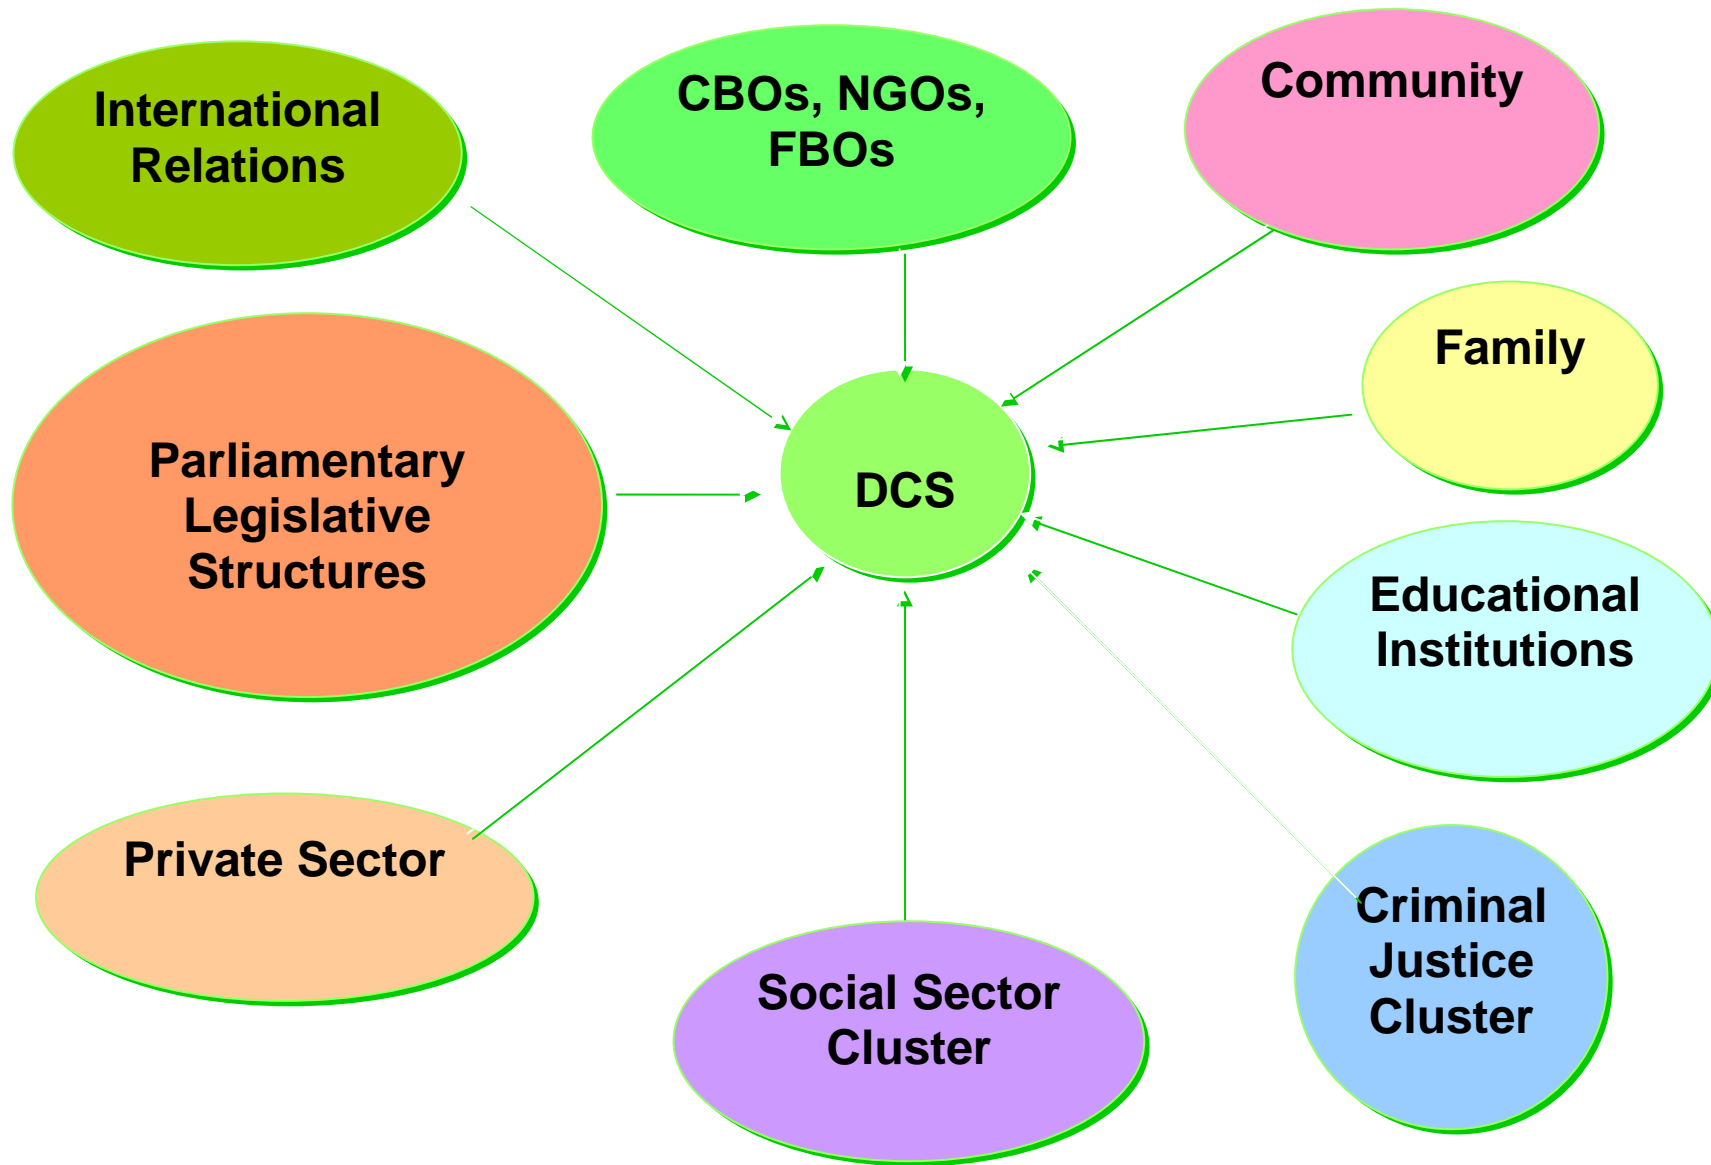 International
Relations
CBOs, NGOs,
FBOs
Community
Family
Parliamentary
Legislative
Structures
DCS
Educational
Institutions
Private Sector
Social Sector
Cluster
Criminal
Justice
Cluster